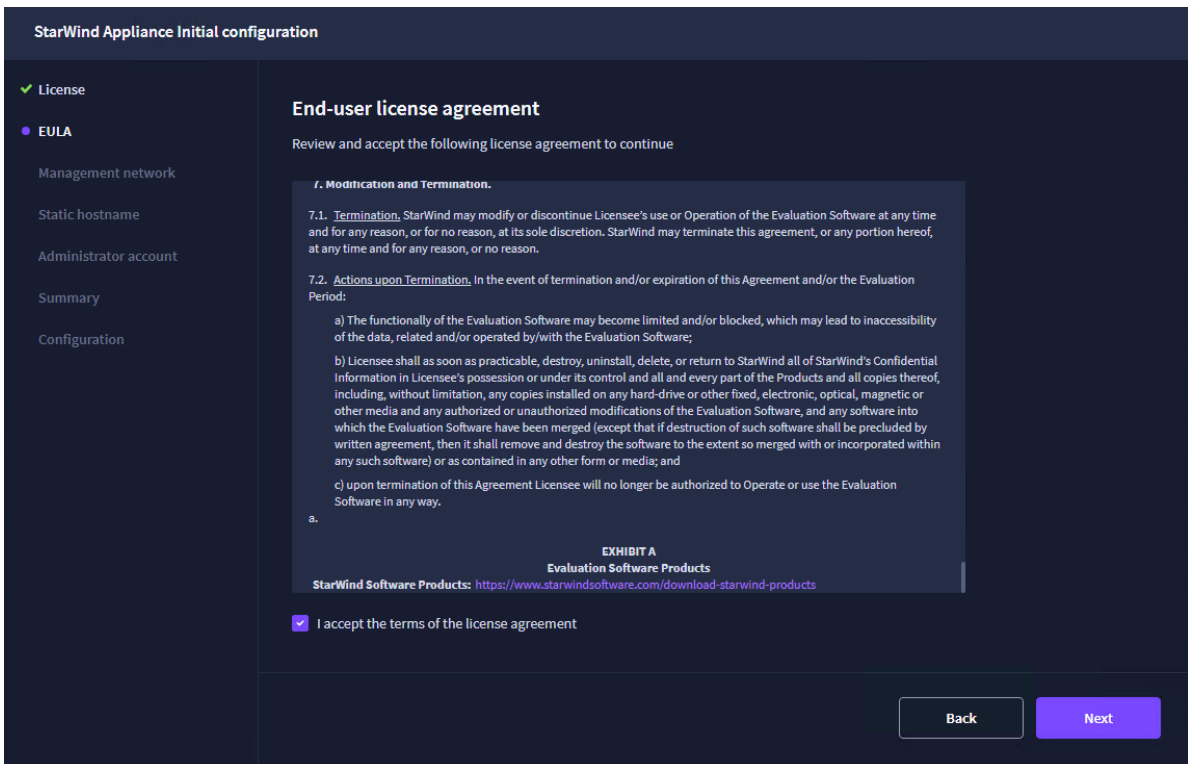 StarWind Appliance Initial configuration
License
EULA
Management network
Static hostname
Administrator account
Summary
Configuration
End-user license agreement
Review and accept the following license agreement to continue
7. Modification and Termination.
7.1. Termination. StarWind may modify or discontinue Licensee's use or Operation of the Evaluation Software at any time
and for any reason, or for no reason, at its sole discretion. StarWind may terminate this agreement, or any portion hereof,
at any time and for any reason, or no reason.
7.2. Actions upon Termination. In the event of termination and/or expiration of this Agreement and/or the Evaluation
Period:
a) The functionally of the Evaluation Software may become limited and/or blocked, which may lead to inaccessibility
of the data, related and/or operated by/with the Evaluation Software;
b) Licensee shall as soon as practicable, destroy, uninstall, delete, or return to StarWind all of StarWind's Confidential
Information in Licensee's possession or under its control and all and every part of the Products and all copies thereof,
including, without limitation, any copies installed on any hard-drive or other fixed, electronic, optical, magnetic or
other media and any authorized or unauthorized modifications of the Evaluation Software, and any software into
which the Evaluation Software have been merged (except that if destruction of such software shall be precluded by
written agreement, then it shall remove and destroy the software to the extent so merged with or incorporated within
any such software) or as contained in any other form or media; and
c) upon termination of this Agreement Licensee will no longer be authorized to Operate or use the Evaluation
Software in any way.
a.
EXHIBIT A
Evaluation Software Products
StarWind Software Products: https://www.starwindsoftware.com/download-starwind-products
I accept the terms of the license agreement
Back
Next